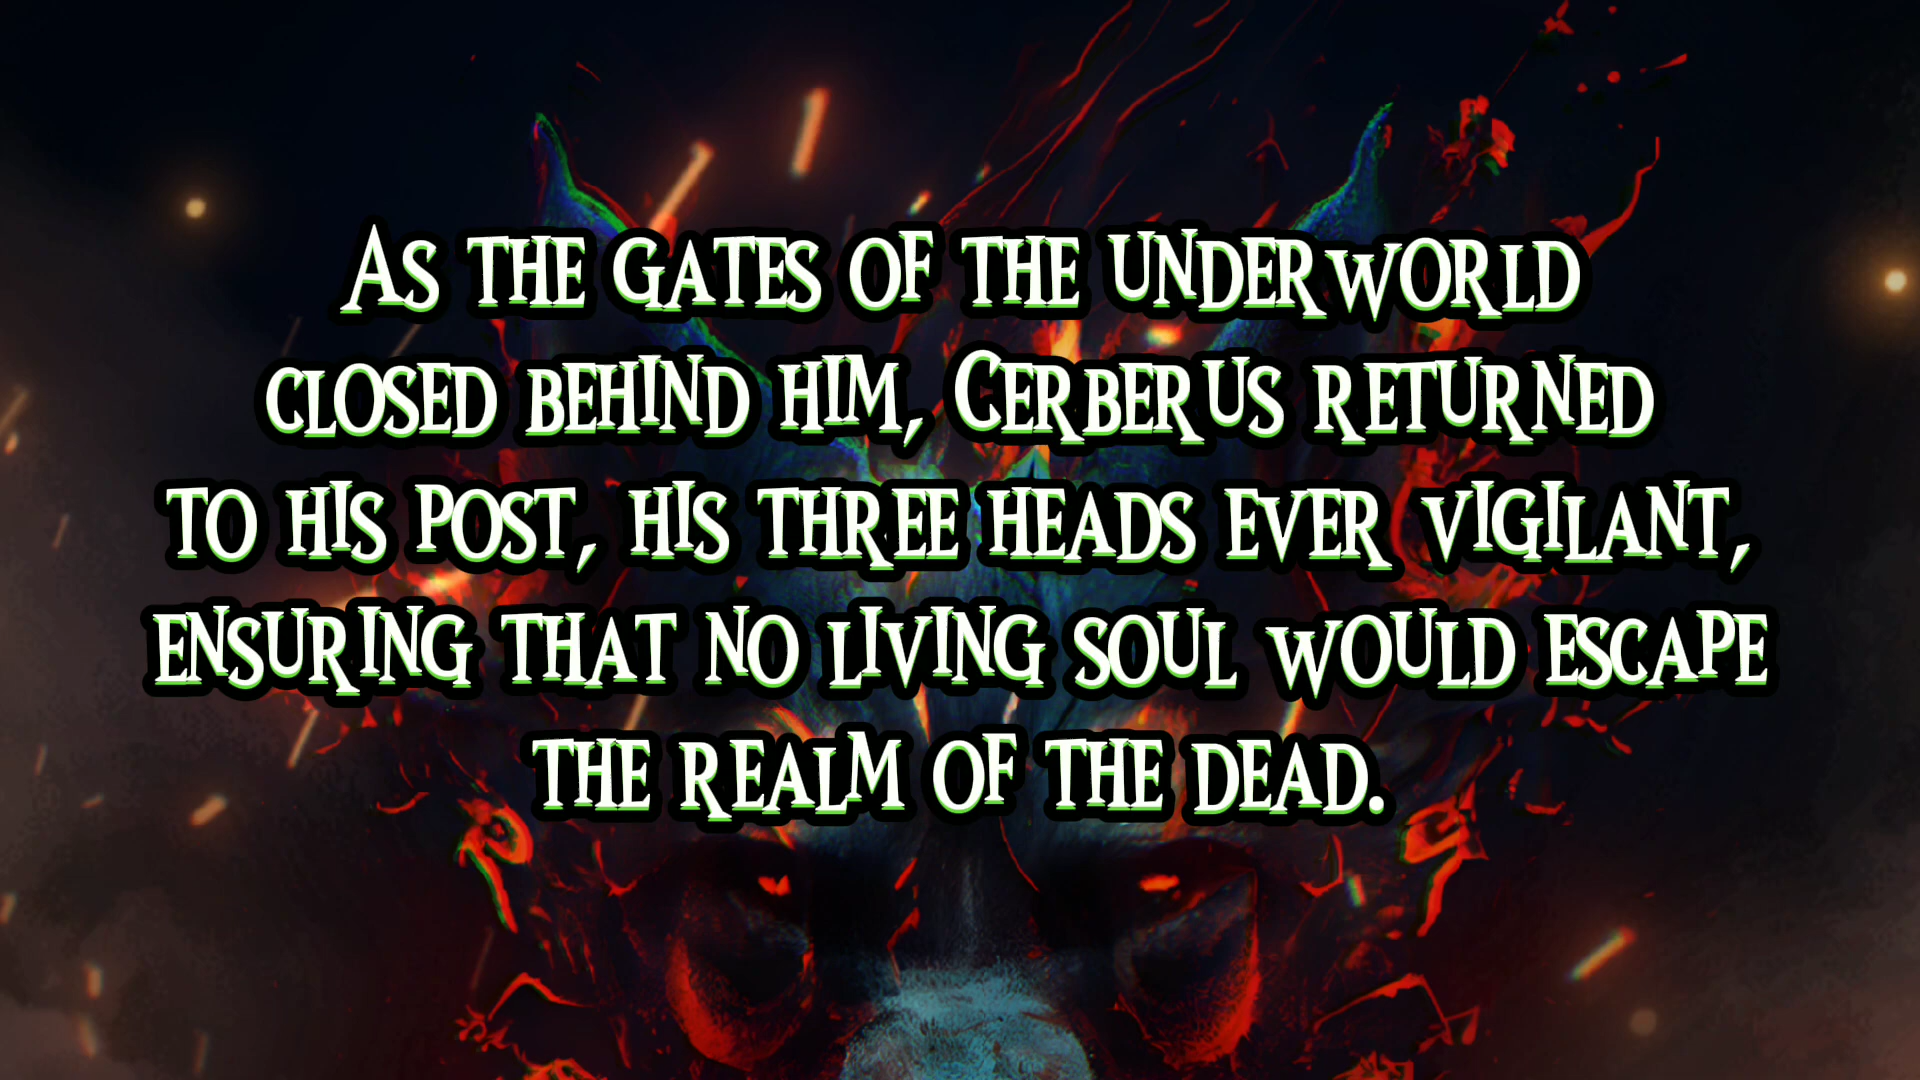 As the gates of the underworld
closed behind him, Cerberus returned
to his post, his three heads ever vigilant,
ensuring that no living soul would escape
the realm of the dead.